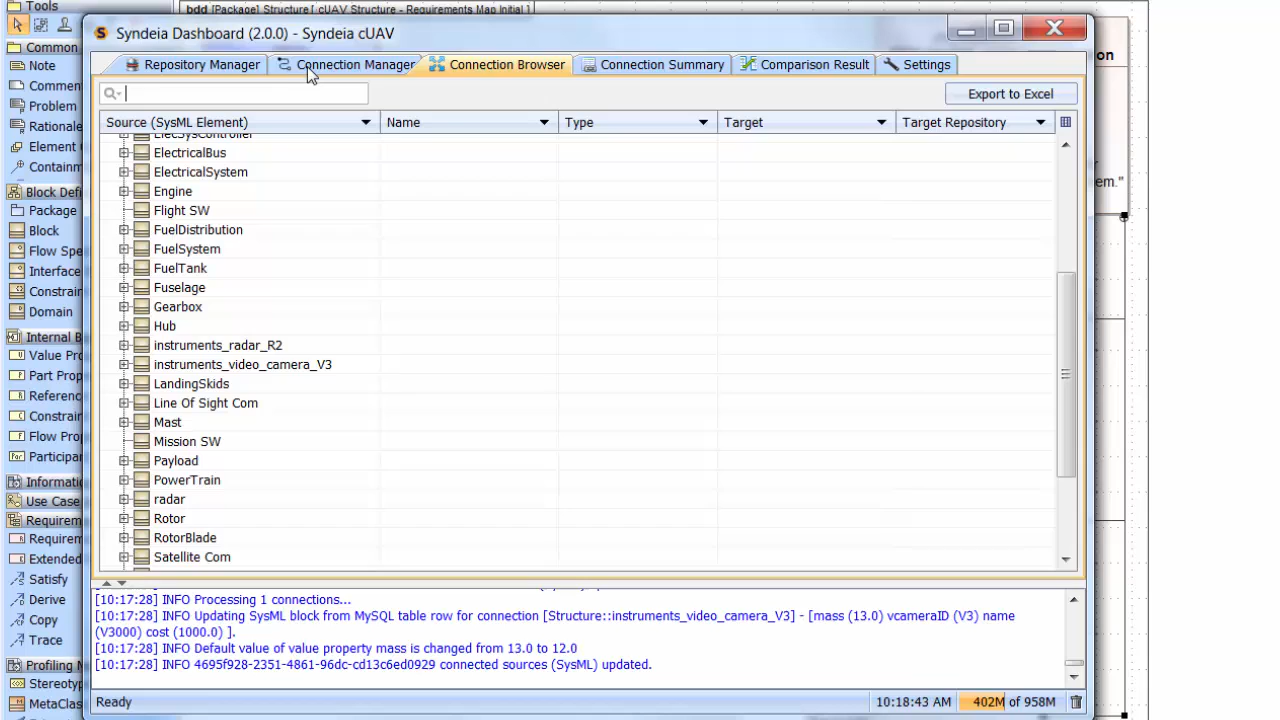 Tools
bdd [Package] Structure [ cUAV Structure - Requirements Map Initial ]
Syndeia Dashboard (2.0.0) - Syndeia cUAV
Common
Note
Commen
Problem
Rationale
Element
Containm
Block Defi
Package
Block
Flow Spe
Interface
Constrai
Domain
Internal B
Value Pro
Part Prop
Referenc
Constrai
Flow Prop
Participan
Informati
Use Case
Requirem
Requirem
Extended
Satisfy
Derive
Copy
Trace
Profiling M
Stereotyp
MetaClas
Repository Manager
Connection Manager
Connection Browser
Connection Summary
Comparison Result
Settings
Export to Excel
Source (SysML Element) Name Type Target Target Repository
ElecSysController
ElectricalBus
ElectricalSystem
Engine
Flight SW
FuelDistribution
FuelSystem
FuelTank
Fuselage
Gearbox
Hub
instruments_radar_R2
instruments_video_camera_V3
LandingSkids
Line Of Sight Com
Mast
Mission SW
Payload
PowerTrain
radar
Rotor
RotorBlade
Satellite Com
[10:17:28] INFO Processing 1 connections...
[10:17:28] INFO Updating SysML block from MySQL table row for connection [Structure::instruments_video_camera_V3] - [mass (13.0) vcameraID (V3) name
(V3000) cost (1000.0) ].
[10:17:28] INFO Default value of value property mass is changed from 13.0 to 12.0
[10:17:28] INFO 4695f928-2351-4861-96dc-cd13c6ed0929 connected sources (SysML) updated.
Ready
10:18:43 AM
402M of 958M
on
em."